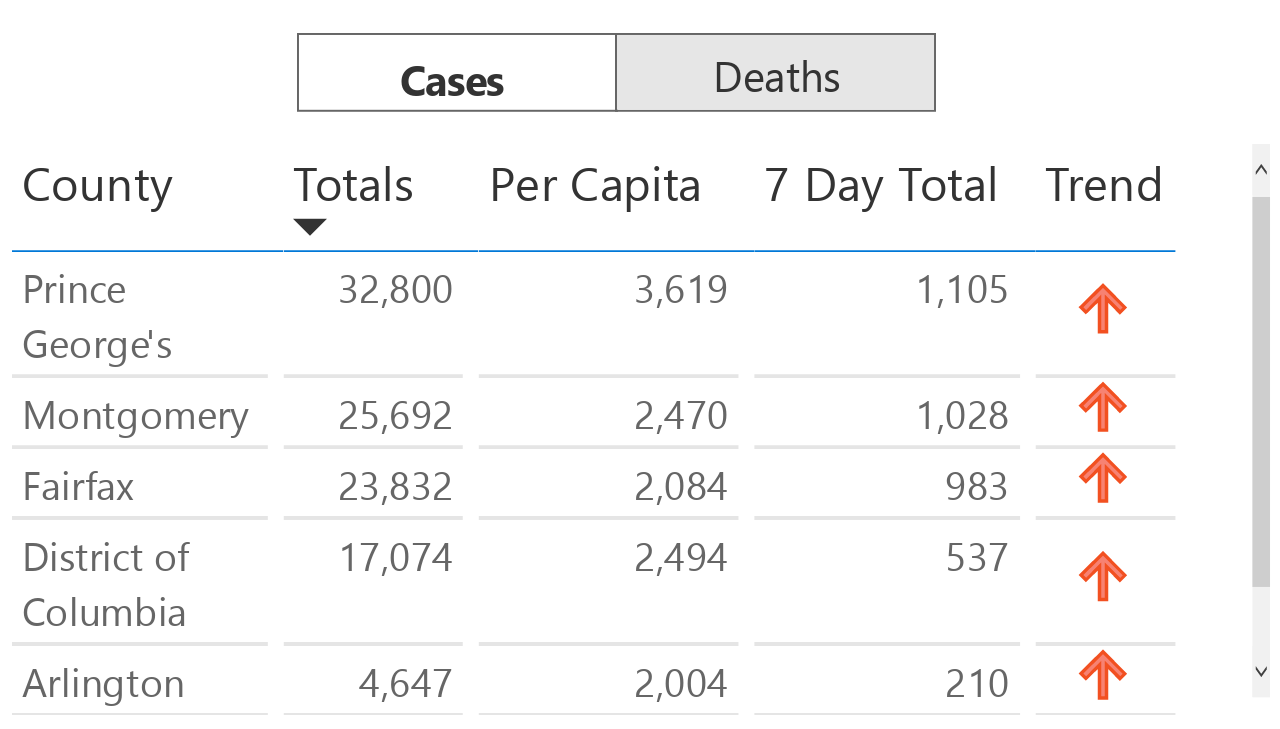 Cases Deaths
County Totals Per Capita 7 Day Total Trend
Prince 32,800 3,619 1,105
George's
Montgomery 25,692 2,470 1,028
Fairfax 23,832 2,084 983
District of 17,074 2,494 537
Columbia
Arlington 4,647 2,004 210